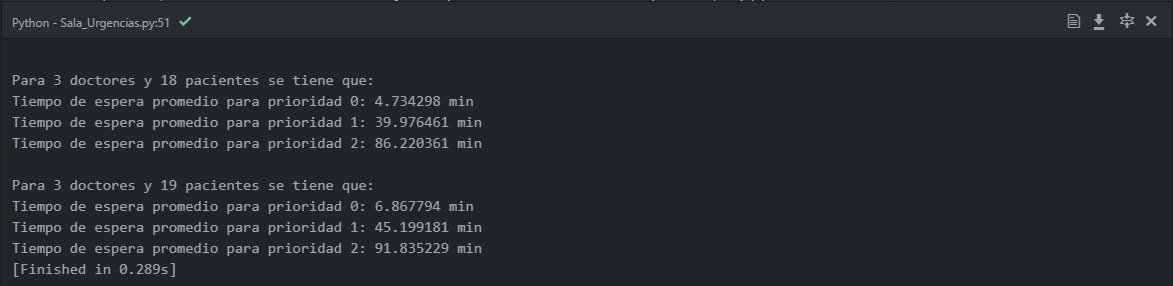 Python - Sala_Urgencias.py:51
Para 3 doctores y 18 pacientes se tiene que:
Tiempo de espera promedio para prioridad 0: 4.734298 min
Tiempo de espera promedio para prioridad 1: 39.976461 min
Tiempo de espera promedio para prioridad 2: 86.220361 min
Para 3 doctores y 19 pacientes se tiene que:
Tiempo de espera promedio para prioridad 0: 6.867794 min
Tiempo de espera promedio para prioridad 1: 45.199181 min
Tiempo de espera promedio para prioridad 2: 91.835229 min
[Finished in 0.289s]